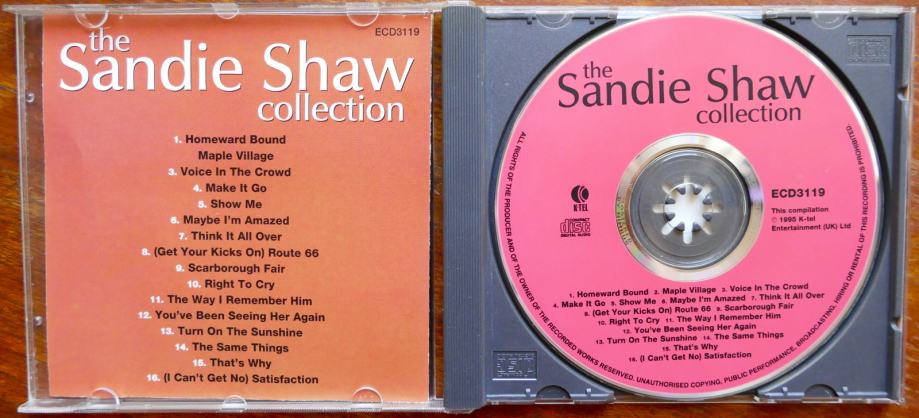 ECD3119
the
Sandie Shaw
collection
1. Homeward Bound
Maple Village
3. Voice In The Crowd
4. Make It Go
5. Show Me
6. Maybe I'm Amazed
7. Think It All Over
8. (Get Your Kicks On) Route 66
9. Scarborough Fair
10. Right To Cry
11. The Way I Remember Him
12. You've Been Seeing Her Again
13. Turn On The Sunshine
14. The Same Things
15. That's Why
16. (I Can't Get No) Satisfaction
the
Sandie Shaw
collection
K-TEL
COMPACT
disc
DIGITAL AUDIO
ECD3119
This compilation
℗ 1995 K-tel
Entertainment (UK) Ltd
1. Homeward Bound 2. Maple Village 3. Voice In The Crowd
4. Make It Go 5. Show Me 6. Maybe I'm Amazed 7. Think It All Over
8. (Get Your Kicks On) Route 66 9. Scarborough Fair
10. Right To Cry 11. The Way I Remember Him
12. You've Been Seeing Her Again
13. Turn On The Sunshine 14. The Same Things
15. That's Why
16. (I Can't Get No) Satisfaction
ALL RIGHTS OF THE PRODUCER AND OF THE OWNER OF THE RECORDED WORKS RESERVED. UNAUTHORISED COPYING, PUBLIC PERFORMANCE, BROADCASTING, HIRING OR RENTAL OF THIS RECORDING IS PROHIBITED.